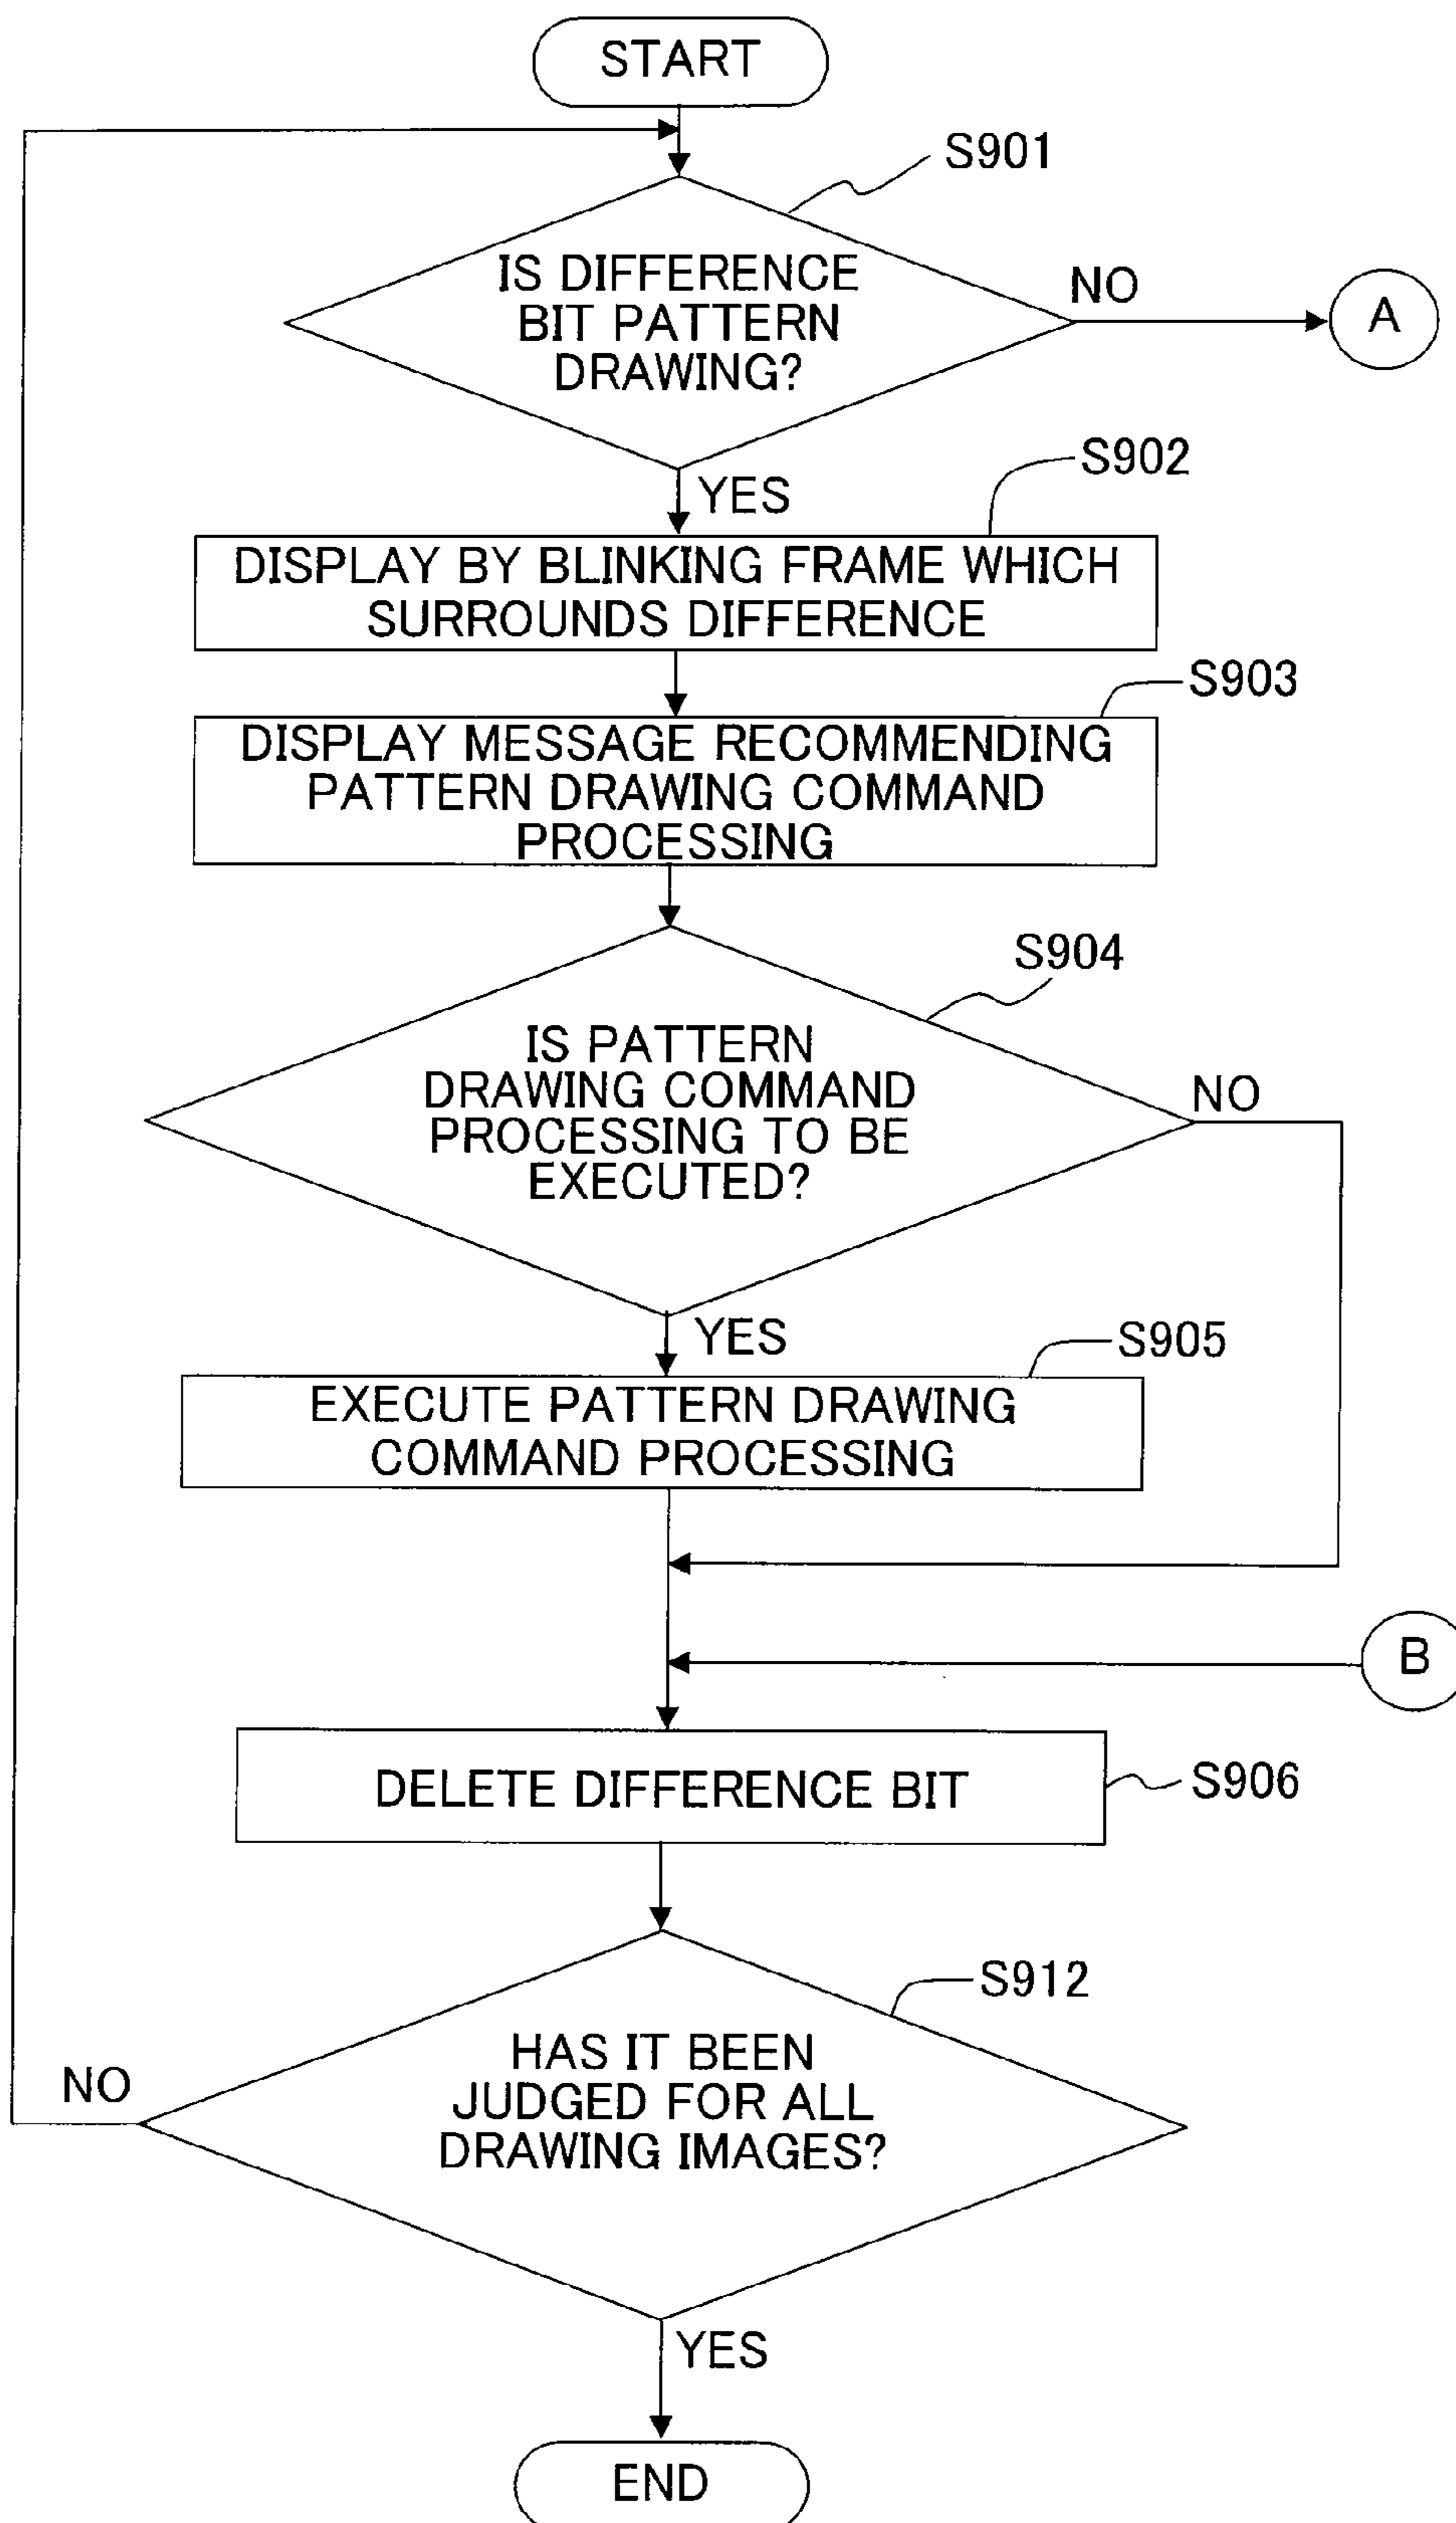 START
S901
IS DIFFERENCE
BIT PATTERN
DRAWING?
NO
A
YES
S902
DISPLAY BY BLINKING FRAME WHICH
SURROUNDS DIFFERENCE
S903
DISPLAY MESSAGE RECOMMENDING
PATTERN DRAWING COMMAND
PROCESSING
S904
IS PATTERN
DRAWING COMMAND
PROCESSING TO BE
EXECUTED?
NO
YES
S905
EXECUTE PATTERN DRAWING
COMMAND PROCESSING
B
DELETE DIFFERENCE BIT
S906
S912
HAS IT BEEN
JUDGED FOR ALL
DRAWING IMAGES?
NO
YES
END